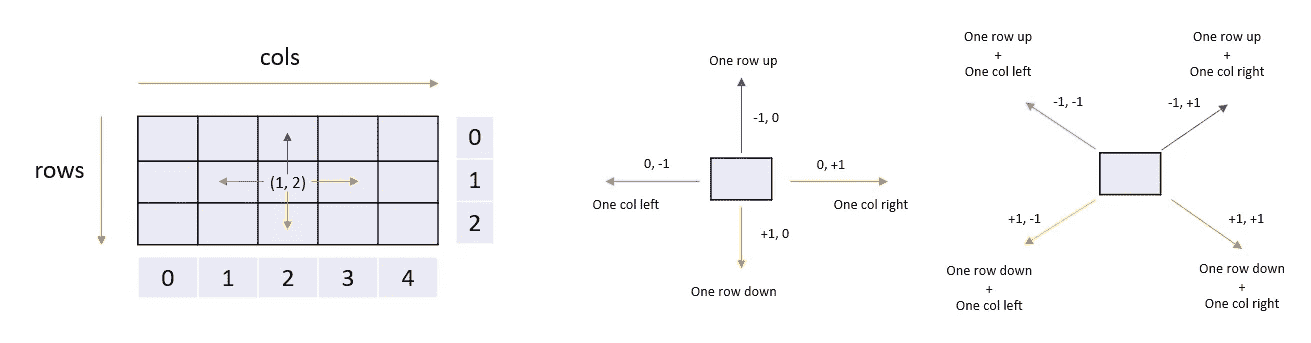 cols
rows
(1, 2)
0
1
2
0 1 2 3 4
One row up
-1, 0
0, -1
One col left
0, +1
One col right
+1, 0
One row down
One row up
+
One col left
-1, -1
One row up
+
One col right
-1, +1
+1, -1
One row down
+
One col left
+1, +1
One row down
+
One col right